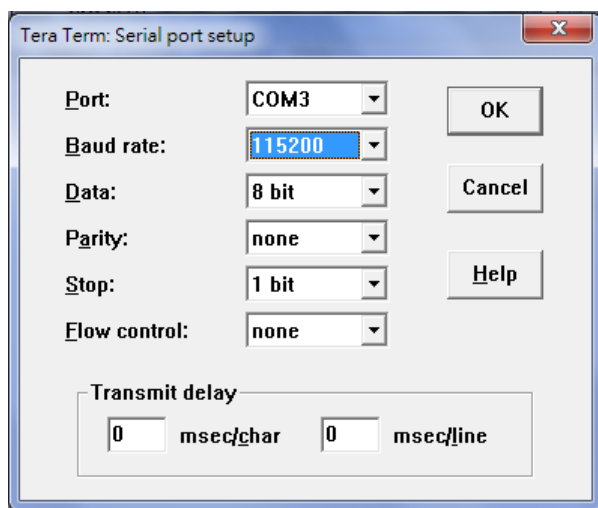 Tera Term: Serial port setup
Port: COM3
OK
Baud rate: 115200
Data: 8 bit
Cancel
Parity: none
Stop: 1 bit
Help
Flow control: none
Transmit delay
0 msec/char 0 msec/line